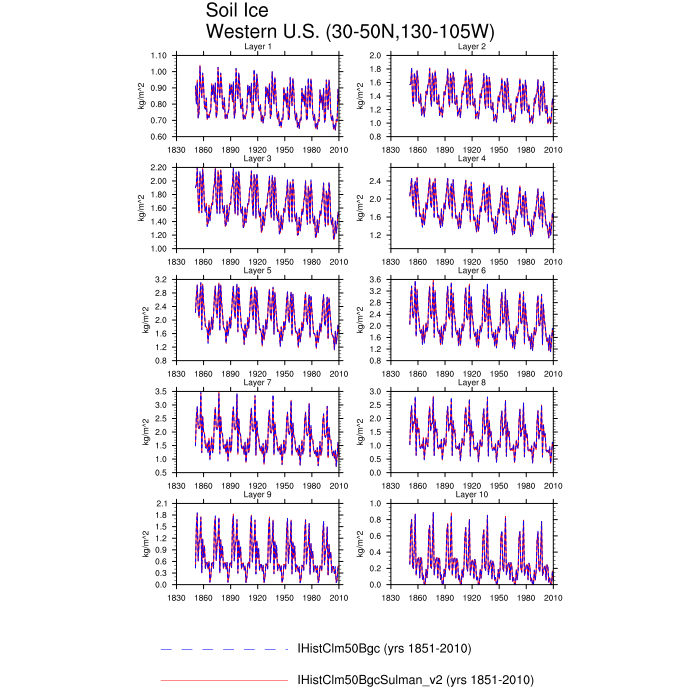 Soil Ice
Western U.S. (30-50N,130-105W)
Layer 1
kg/m^2
1.10
1.00
0.90
0.80
0.70
0.60
1830 1860 1890 1920 1950 1980 2010
Layer 2
kg/m^2
2.0
1.8
1.6
1.4
1.2
1.0
0.8
1830 1860 1890 1920 1950 1980 2010
Layer 3
kg/m^2
2.20
2.00
1.80
1.60
1.40
1.20
1.00
1830 1860 1890 1920 1950 1980 2010
Layer 4
kg/m^2
2.4
2.0
1.6
1.2
1830 1860 1890 1920 1950 1980 2010
Layer 5
kg/m^2
3.2
2.8
2.4
2.0
1.6
1.2
0.8
1830 1860 1890 1920 1950 1980 2010
Layer 6
kg/m^2
3.6
3.2
2.8
2.4
2.0
1.6
1.2
0.8
1830 1860 1890 1920 1950 1980 2010
Layer 7
kg/m^2
3.5
3.0
2.5
2.0
1.5
1.0
0.5
1830 1860 1890 1920 1950 1980 2010
Layer 8
kg/m^2
3.0
2.5
2.0
1.5
1.0
0.5
0.0
1830 1860 1890 1920 1950 1980 2010
Layer 9
kg/m^2
2.1
1.8
1.5
1.2
0.9
0.6
0.3
0.0
1830 1860 1890 1920 1950 1980 2010
Layer 10
kg/m^2
1.0
0.8
0.6
0.4
0.2
0.0
1830 1860 1890 1920 1950 1980 2010
IHistClm50Bgc (yrs 1851-2010)
IHistClm50BgcSulman_v2 (yrs 1851-2010)